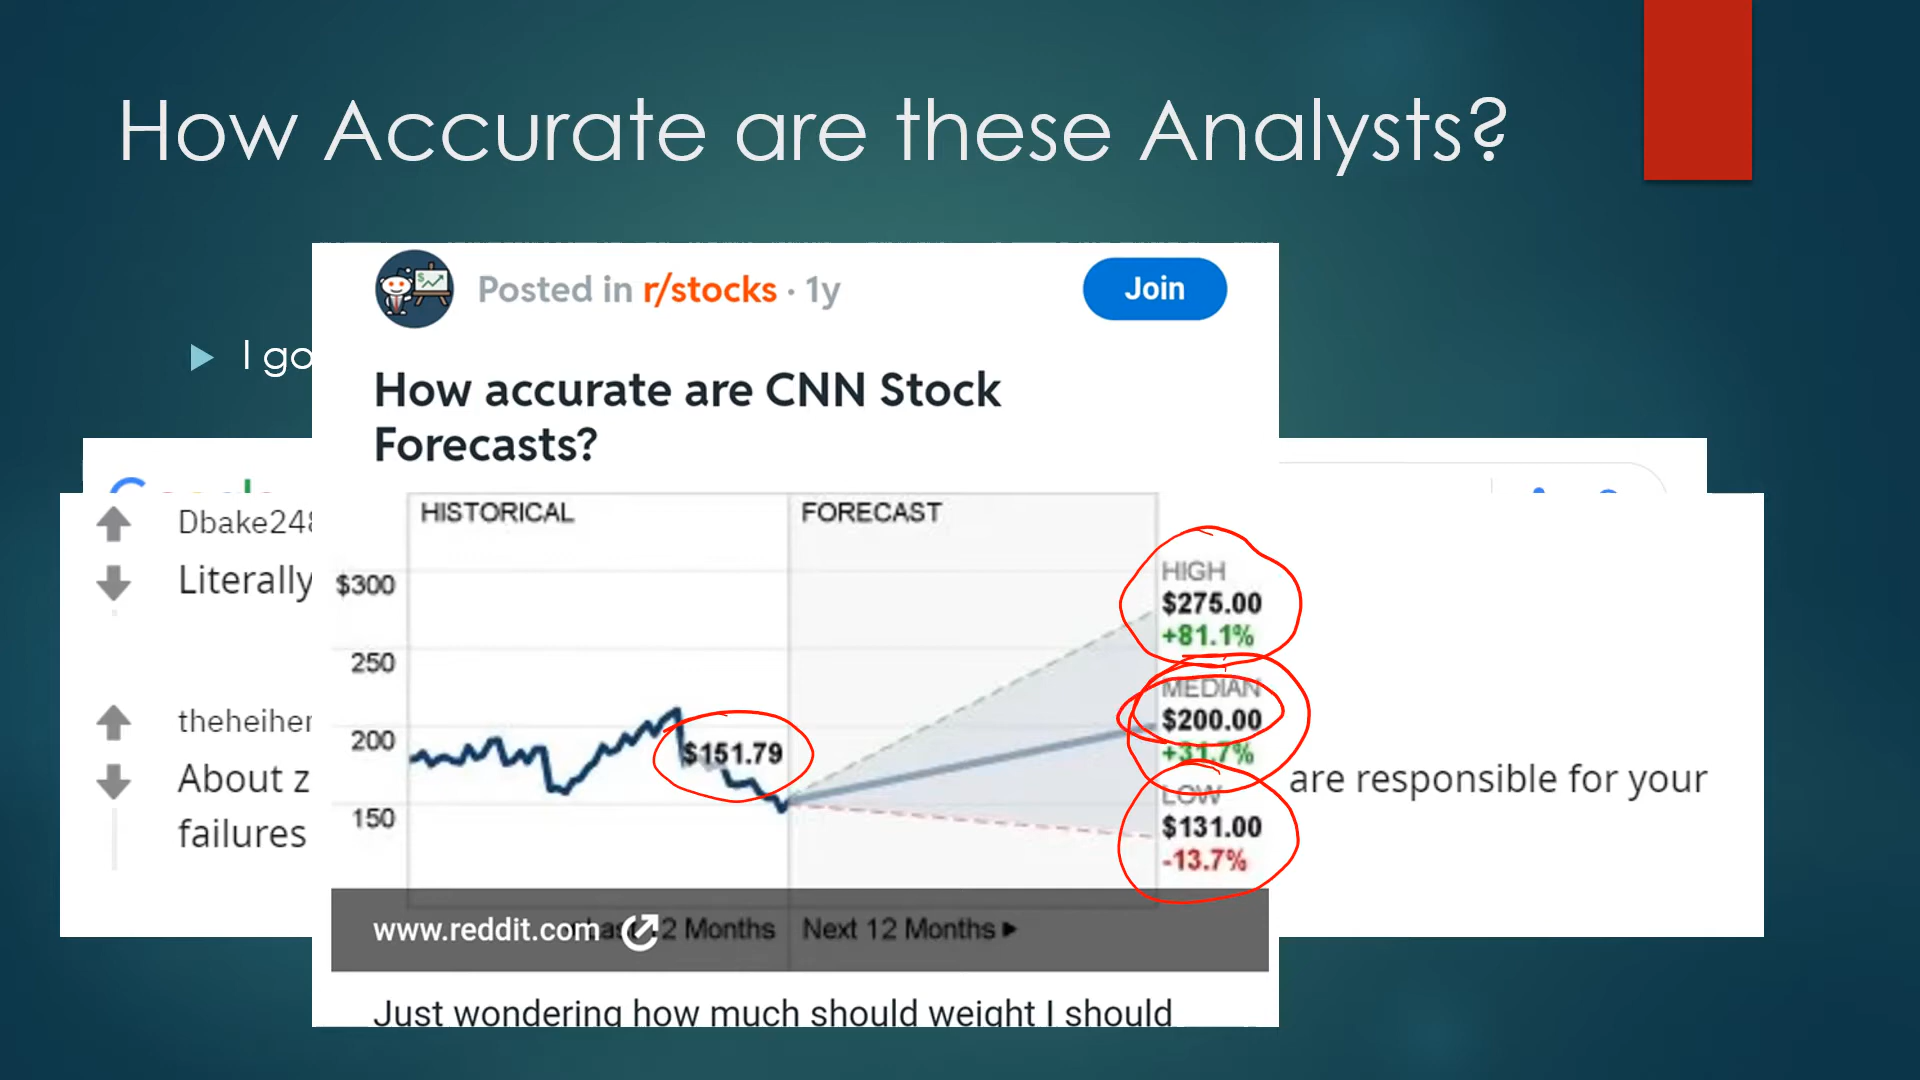 How Accurate are these Analysts?
Posted in r/stocks · 1y
Join
I go
How accurate are CNN Stock
Forecasts?
HISTORICAL
FORECAST
Dbake248
Literally
$300
250
200
150
$151.79
HIGH
$275.00
+81.1%
MEDIAN
$200.00
+31.7%
LOW
$131.00
-13.7%
About z
failures
are responsible for your
www.reddit.com
2 Months
Next 12 Months
Just wondering how much should weight I should